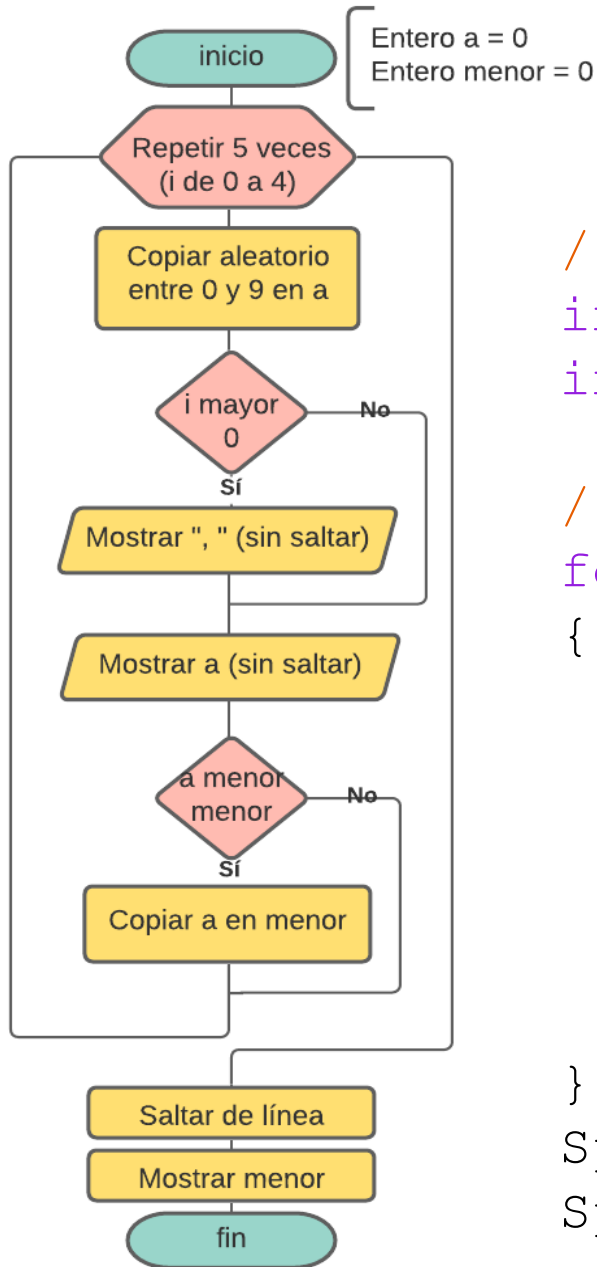 inicio
Entero a = 0
Entero menor = 0
Repetir 5 veces
(i de 0 a 4)
Copiar aleatorio
entre 0 y 9 en a
i mayor
0
No
Sí
Mostrar ", " (sin saltar)
Mostrar a (sin saltar)
a menor
menor
No
Sí
Copiar a en menor
Saltar de línea
Mostrar menor
fin
/
{
}